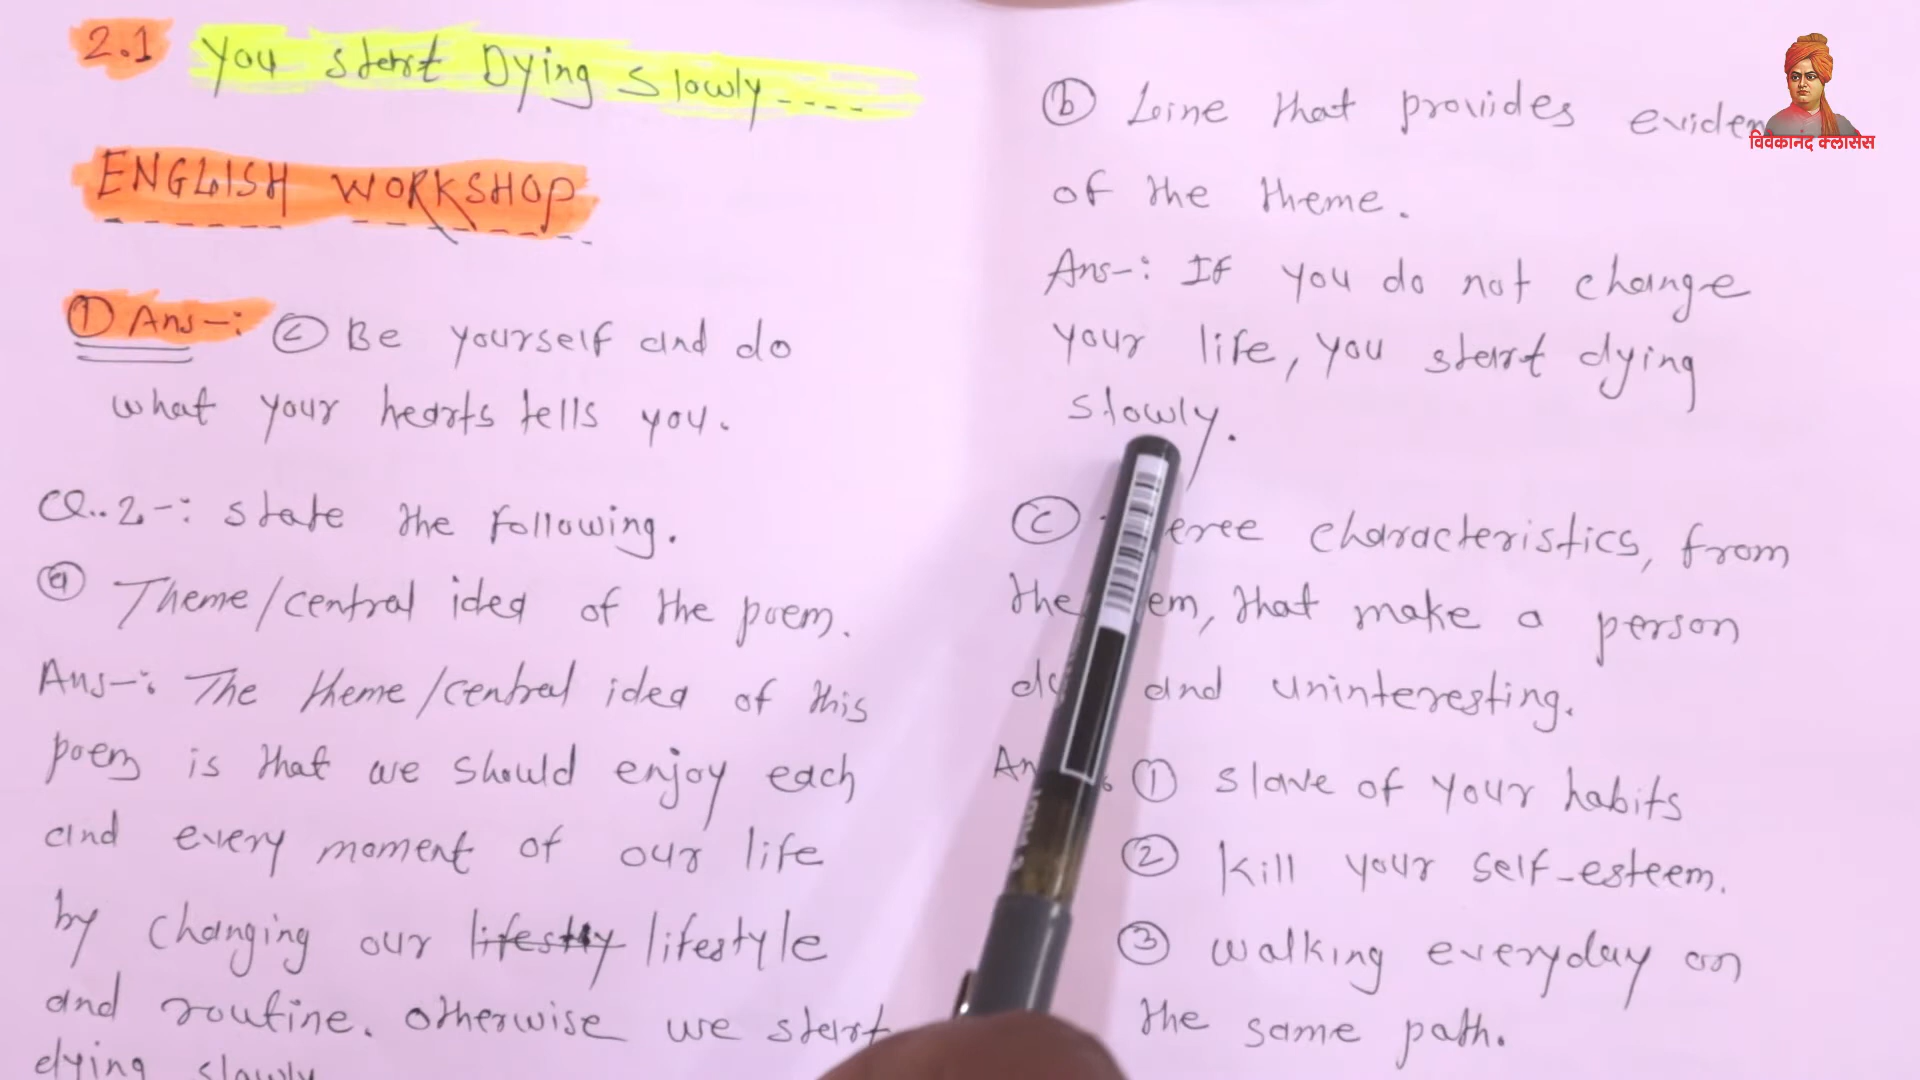 2.1 You start Dying Slowly ----
ENGLISH WORKSHOP
① Ans-: ⓒ Be yourself and do
what your hearts tells you.
Q.2-: state the following.
ⓐ Theme/central idea of the poem.
Ans-: The theme/central idea of this
poem is that we should enjoy each
and every moment of our life
by changing our lifestly lifestyle
and routine. otherwise we start
dying slowly
ⓑ Line that provides
of the theme.
Ans-: If you do not change
your life, you start dying
slowly.
ⓒ characteristics, from
the that make a person
and uninteresting.
① slave of your habits
② kill your self-esteem.
③ walking everyday on
the same path.
विवेकानंद क्लासेस